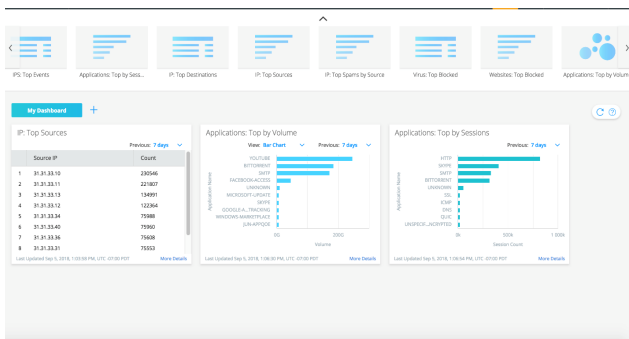 IPS: Top Events
Applications: Top by Sess...
IP: Top Destinations
IP: Top Sources
IP: Top Spams by Source
Virus: Top Blocked
Websites: Top Blocked
Applications: Top by Volum
My Dashboard
IP: Top Sources
Previous: 7 days
Source IP Count
1 31.31.33.10 230546
2 31.31.33.11 221807
3 31.31.33.13 134991
4 31.31.33.12 122364
5 31.31.33.34 75988
6 31.31.33.40 75960
7 31.31.33.36 75608
8 31.31.33.31 75553
Last Updated Sep 5, 2018, 1:03:08 PM, UTC -07:00 PDT More Details
Applications: Top by Volume
View: Bar Chart Previous: 7 days
Application Name
YOUTUBE
BITTORRENT
SMTP
FACEBOOK-ACCESS
UNKNOWN
MICROSOFT-UPDATE
SKYPE
GOOGLE-A...TRACKING
WINDOWS-MARKETPLACE
0G 200G
Volume
Last Updated Sep 5, 2018, 1:06:30 PM, UTC -07:00 PDT More Details
Applications: Top by Sessions
Previous: 7 days
Application Name
HTTP
SKYPE
SMTP
BITTORRENT
UNKNOWN
SSL
ICMP
DNS
QUIC
UNSPECIF...NCRYPTED
0k 500k 1 000k
Session Count
Last Updated Sep 5, 2018, 1:06:54 PM, UTC -07:00 PDT More Details